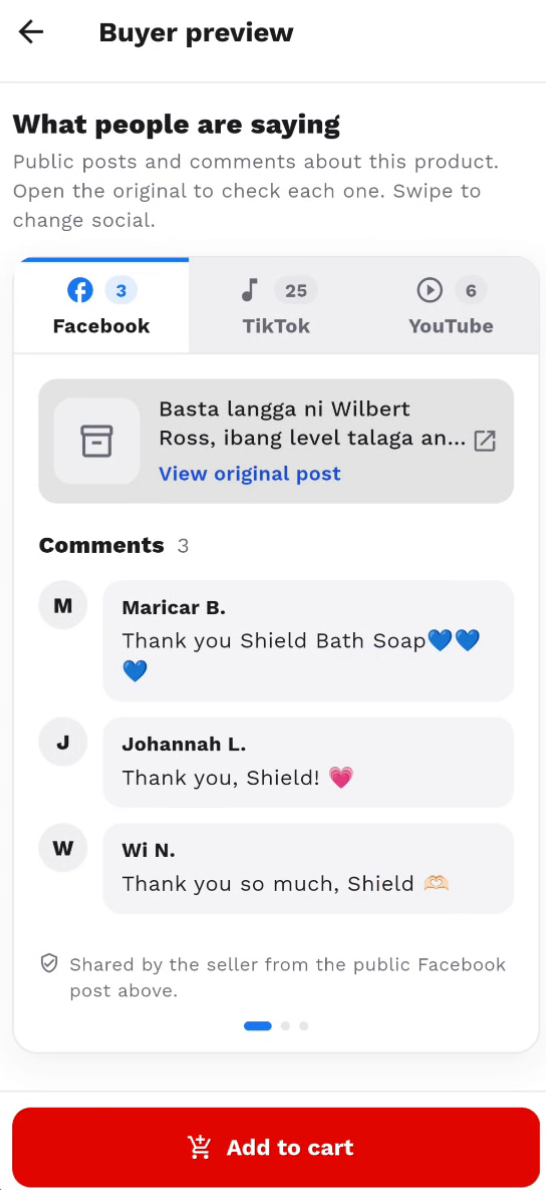 Buyer preview
What people are saying
Public posts and comments about this product.
Open the original to check each one. Swipe to
change social.
3
Facebook
25
TikTok
6
YouTube
Basta langga ni Wilbert
Ross, ibang level talaga an...
View original post
Comments 3
M
Maricar B.
Thank you Shield Bath Soap💙💙
💙
J
Johannah L.
Thank you, Shield! 💗
W
Wi N.
Thank you so much, Shield 🫶🏻
Shared by the seller from the public Facebook
post above.
Add to cart